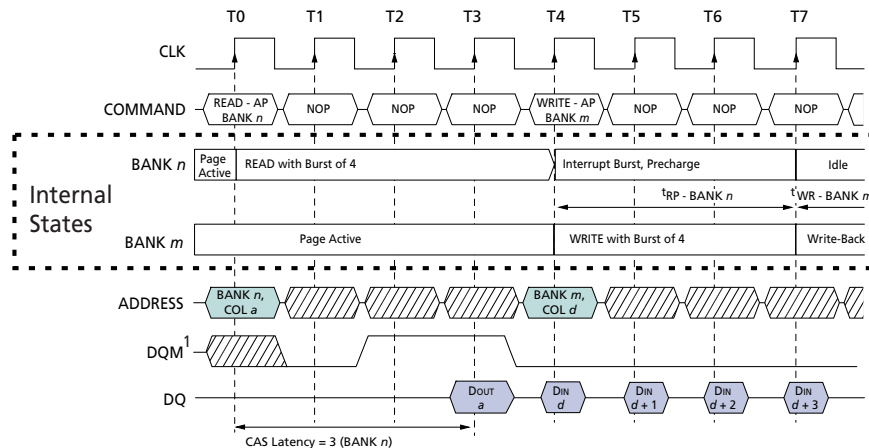 T0 T1 T2 T3 T4 T5 T6 T7
CLK
COMMAND
READ - AP
BANK n
NOP
NOP
NOP
WRITE - AP
BANK m
NOP
NOP
NOP
Internal
States
BANK n
Page
Active
READ with Burst of 4
Interrupt Burst, Precharge
Idle
tRP - BANK n
tWR - BANK m
BANK m
Page Active
WRITE with Burst of 4
Write-Back
ADDRESS
BANK n,
COL a
BANK m,
COL d
DQM1
DQ
DOUT
a
DIN
d
DIN
d + 1
DIN
d + 2
DIN
d + 3
CAS Latency = 3 (BANK n)